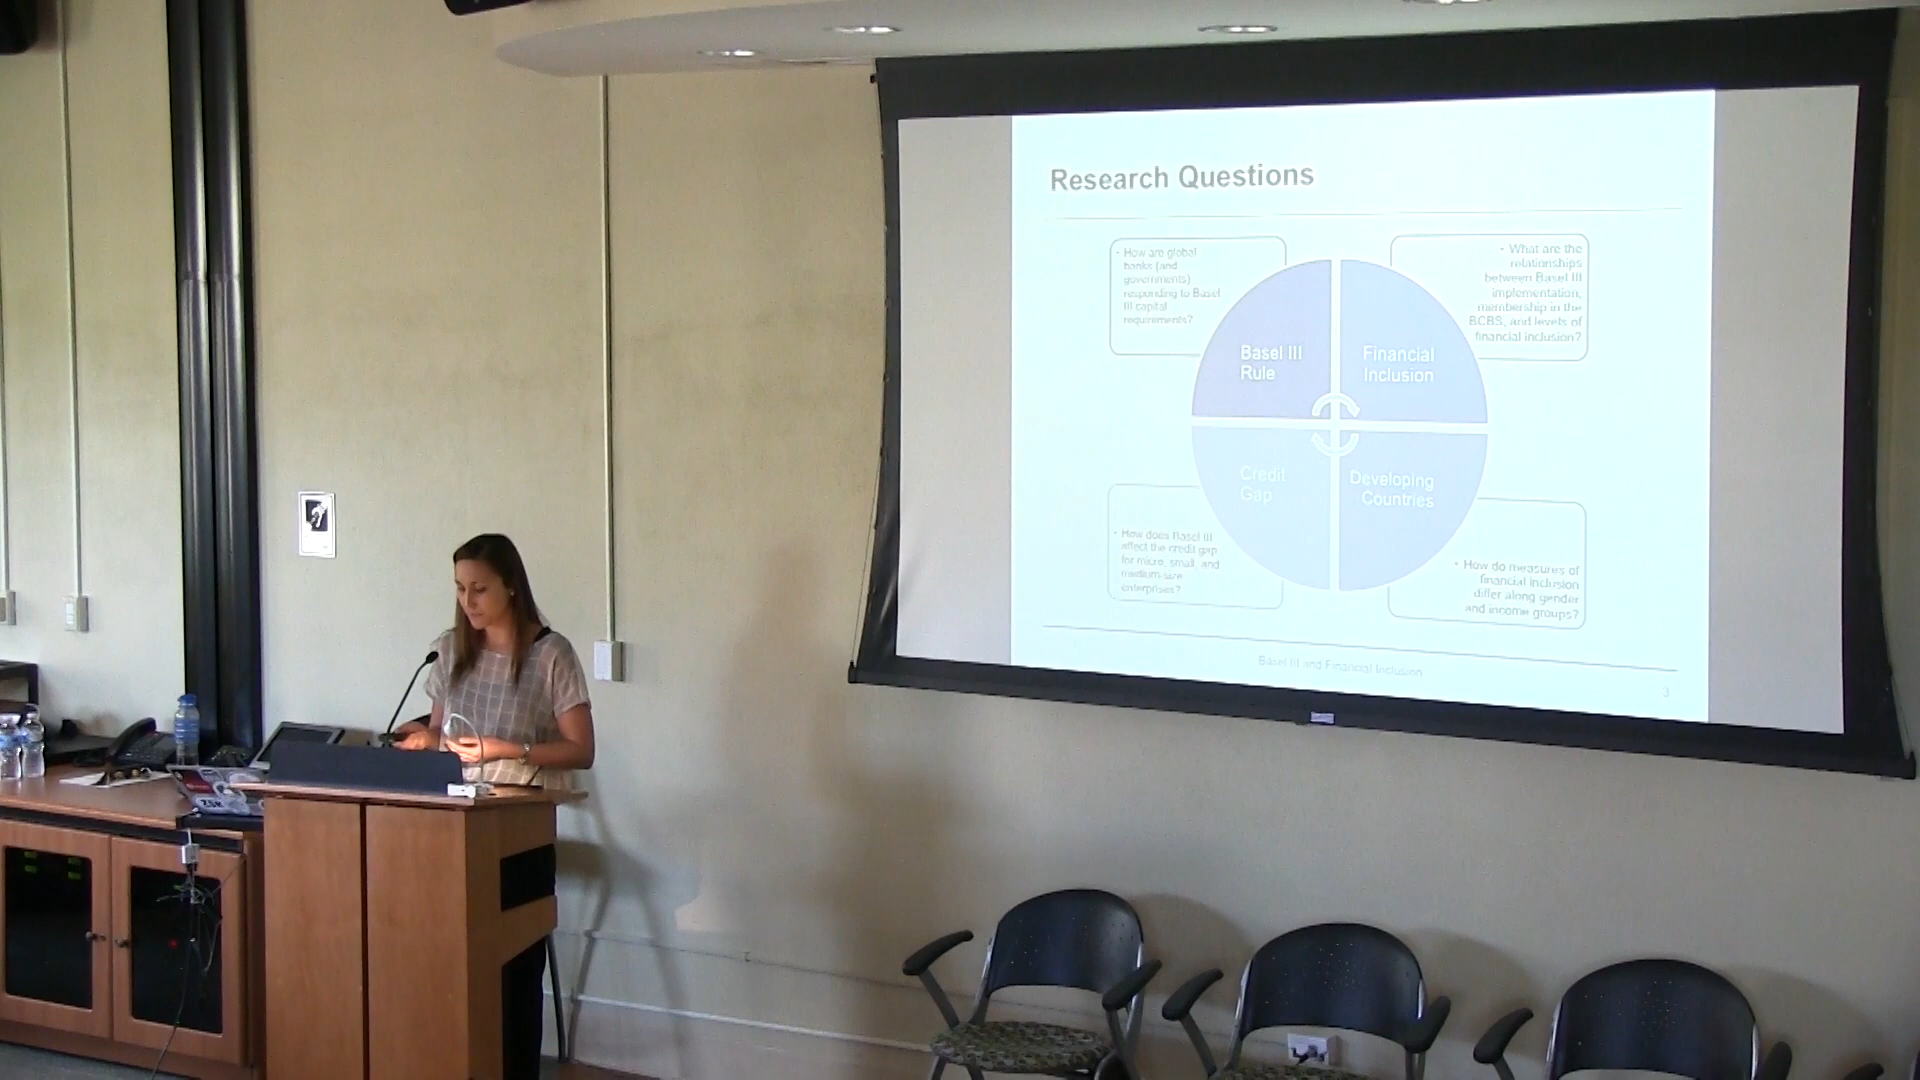 Research Questions
• How are global
banks (and
governments)
responding to Basel
III capital
requirements?
• What are the
relationships
between Basel III
implementation,
membership in the
BCBS, and levels of
financial inclusion?
Basel III
Rule
Financial
Inclusion
Credit
Gap
Developing
Countries
• How does Basel III
affect the credit gap
for micro, small, and
medium-size
enterprises?
• How do measures of
financial inclusion
differ along gender
and income groups?
Basel III and Financial Inclusion
3